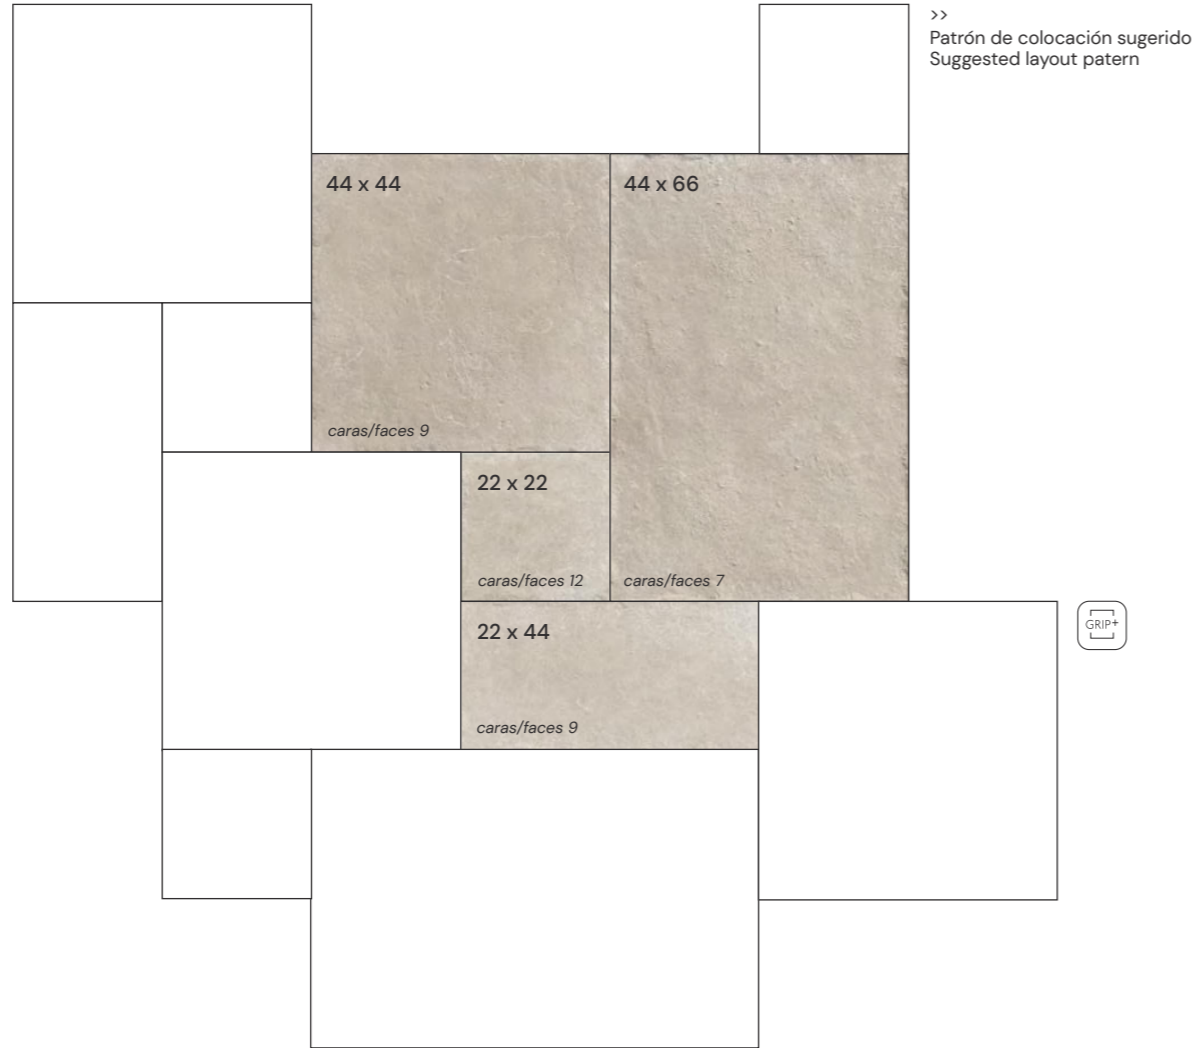 >>
Patrón de colocación sugerido
Suggested layout patern
44 x 44
44 x 66
caras/faces 9
22 x 22
caras/faces 12
caras/faces 7
22 x 44
caras/faces 9
GRIP+